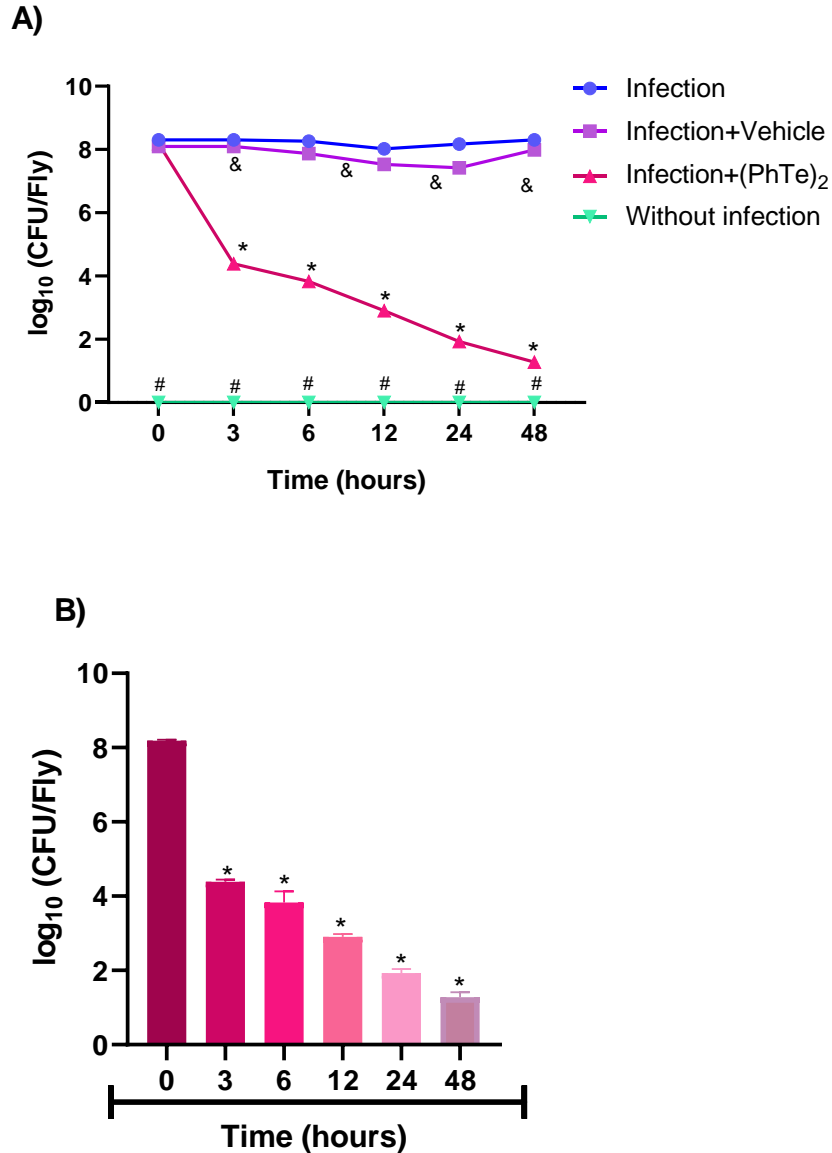 A)
10
8
6
4
2
0
log₁₀ (CFU/Fly)
& & & &
* * * * *
# # # # # #
0 3 6 12 24 48
Time (hours)
Infection
Infection+Vehicle
Infection+(PhTe)₂
Without infection
B)
10
8
6
4
2
0
log₁₀ (CFU/Fly)
* * * * *
0 3 6 12 24 48
Time (hours)